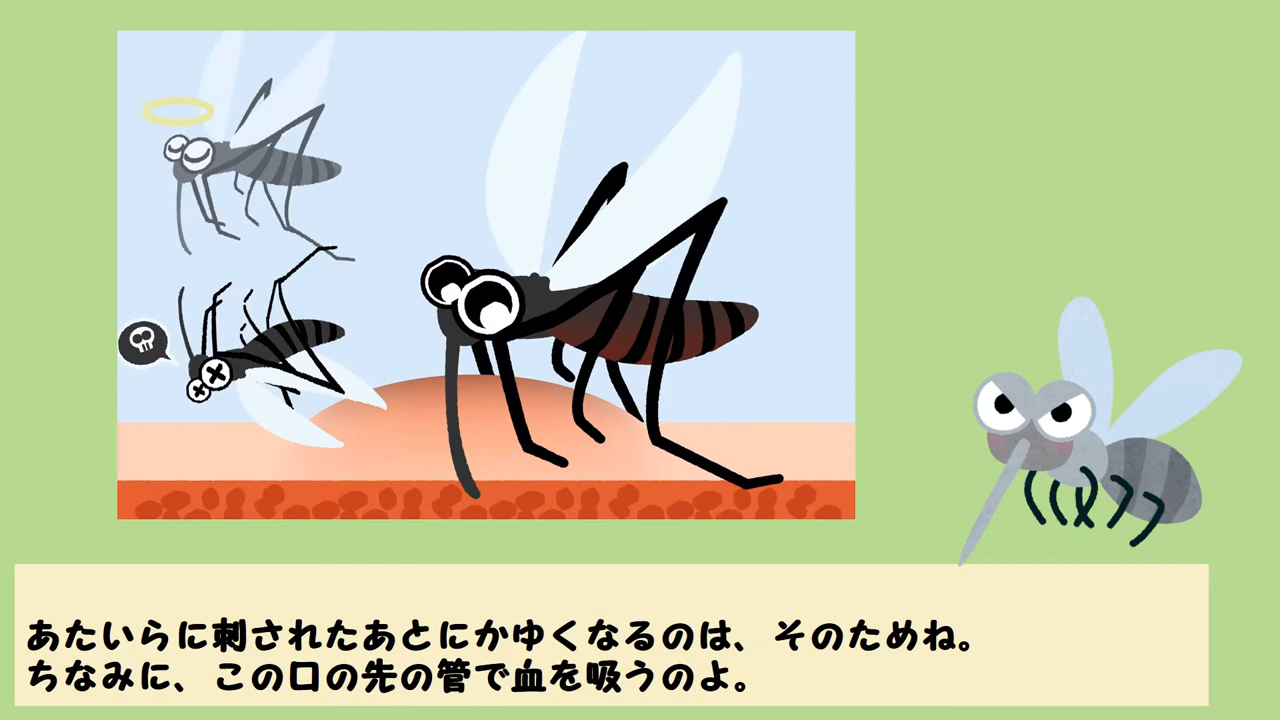 あたいらに刺されたあとにかゆくなるのは、そのためね。
ちなみに、この口の先の管で血を吸うのよ。